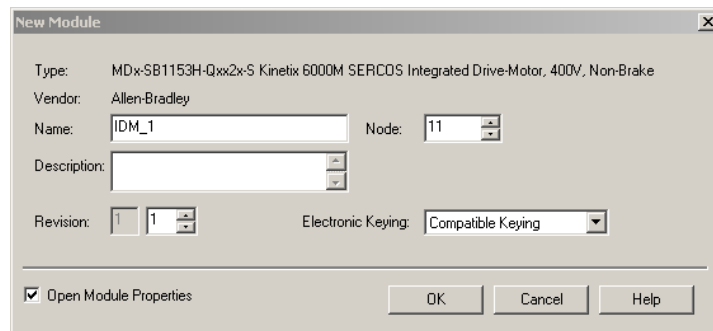 New Module
Type: MDx-SB1153H-Qxx2x-S Kinetix 6000M SERCOS Integrated Drive-Motor, 400V, Non-Brake
Vendor: Allen-Bradley
Name: IDM_1 Node: 11
Description:
Revision: 1 1 Electronic Keying: Compatible Keying
Open Module Properties OK Cancel Help